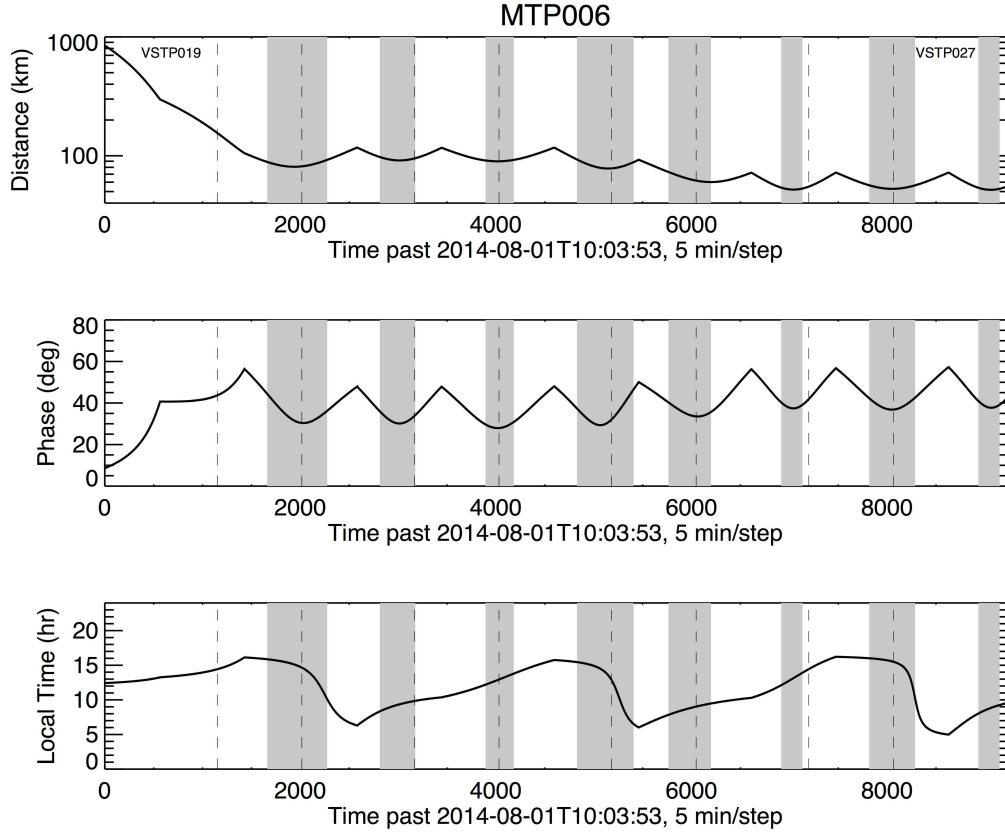 MTP006
Distance (km)
1000
100
VSTP019
VSTP027
0 2000 4000 6000 8000
Time past 2014-08-01T10:03:53, 5 min/step
Phase (deg)
80
60
40
20
0
0 2000 4000 6000 8000
Time past 2014-08-01T10:03:53, 5 min/step
Local Time (hr)
20
15
10
5
0
0 2000 4000 6000 8000
Time past 2014-08-01T10:03:53, 5 min/step